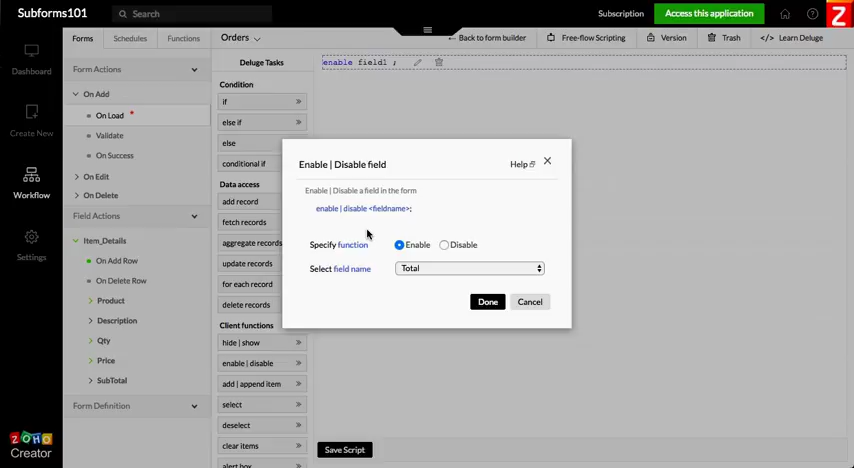 Subforms101
Search
Subscription
Access this application
Forms
Schedules
Functions
Orders
Back to form builder
Free-flow Scripting
Version
Trash
</> Learn Deluge
Dashboard
Create New
Workflow
Settings
ZOHO
Creator
Form Actions
On Add
On Load *
Validate
On Success
On Edit
On Delete
Field Actions
Item_Details
On Add Row
On Delete Row
Product
Description
Qty
Price
SubTotal
Form Definition
Deluge Tasks
Condition
if
else if
else
conditional if
Data access
add record
fetch records
aggregate records
update records
for each record
delete records
Client functions
hide | show
enable | disable
add | append item
select
deselect
clear items
alert box
enable field1 ;
Enable | Disable field
Help
Enable | Disable a field in the form
enable | disable <fieldname>;
Specify function
Enable
Disable
Select field name
Total
Done
Cancel
Save Script